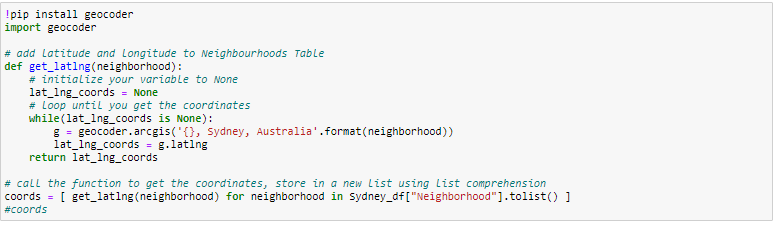 !pip install geocoder
import geocoder
# add latitude and longitude to Neighbourhoods Table
def get_latlng(neighborhood):
    # initialize your variable to None
    lat_lng_coords = None
    # loop until you get the coordinates
    while(lat_lng_coords is None):
        g = geocoder.arcgis('{}, Sydney, Australia'.format(neighborhood))
        lat_lng_coords = g.latlng
    return lat_lng_coords
# call the function to get the coordinates, store in a new list using list comprehension
coords = [ get_latlng(neighborhood) for neighborhood in Sydney_df["Neighborhood"].tolist() ]
#coords